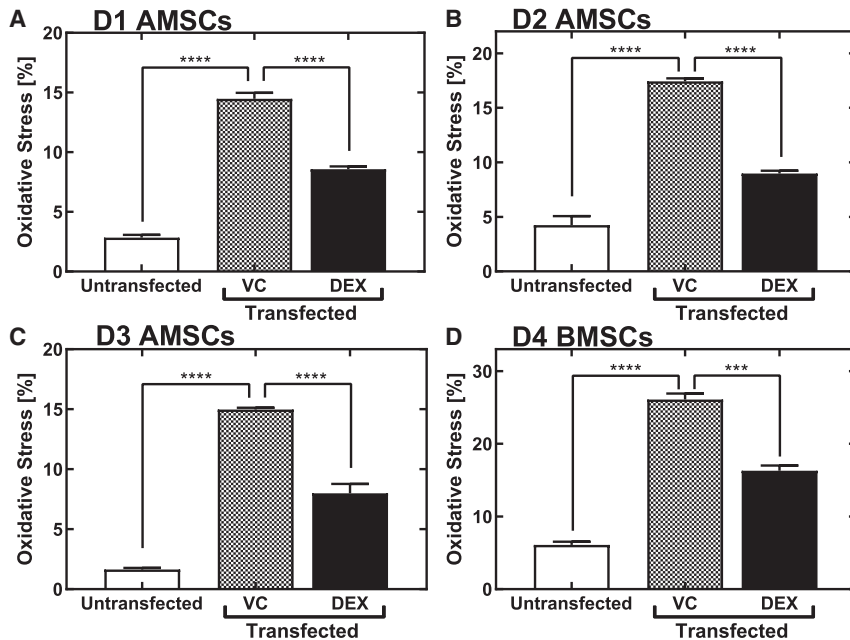 A D1 AMSCs
Oxidative Stress [%]
20
15
10
5
0
**** ****
Untransfected VC DEX
Transfected
B D2 AMSCs
Oxidative Stress [%]
20
15
10
5
0
**** ****
Untransfected VC DEX
Transfected
C D3 AMSCs
Oxidative Stress [%]
20
15
10
5
0
**** ****
Untransfected VC DEX
Transfected
D D4 BMSCs
Oxidative Stress [%]
30
20
10
0
**** ***
Untransfected VC DEX
Transfected